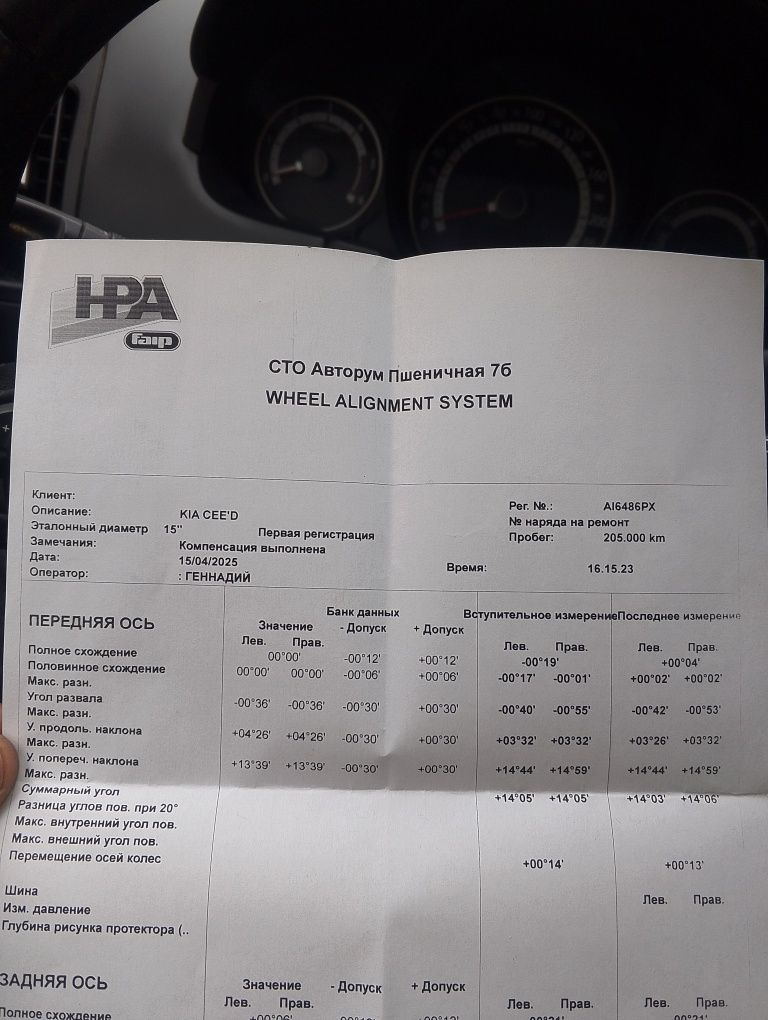 HPA
faip
СТО Авторум Пшеничная 7б
WHEEL ALIGNMENT SYSTEM
Клиент:
Описание: KIA CEE'D Рег. №.: AI6486PX
Эталонный диаметр 15" Первая регистрация № наряда на ремонт
Замечания: Компенсация выполнена Пробег: 205.000 km
Дата: 15/04/2025 Время: 16.15.23
Оператор: : ГЕННАДИЙ
ПЕРЕДНЯЯ ОСЬ Банк данных Вступительное измерение Последнее измерение
Значение - Допуск + Допуск
Лев. Прав. Лев. Прав. Лев. Прав.
Полное схождение 00°00' -00°12' +00°12' -00°19' +00°04'
Половинное схождение 00°00' 00°00' -00°06' +00°06' -00°17' -00°01' +00°02' +00°02'
Макс. разн.
Угол развала -00°36' -00°36' -00°30' +00°30' -00°40' -00°55' -00°42' -00°53'
Макс. разн.
У. продоль. наклона +04°26' +04°26' -00°30' +00°30' +03°32' +03°32' +03°26' +03°32'
Макс. разн.
У. попереч. наклона +13°39' +13°39' -00°30' +00°30' +14°44' +14°59' +14°44' +14°59'
Макс. разн.
Суммарный угол +14°05' +14°05' +14°03' +14°06'
Разница углов пов. при 20°
Макс. внутренний угол пов.
Макс. внешний угол пов.
Перемещение осей колес +00°14' +00°13'
Шина Лев. Прав.
Изм. давление
Глубина рисунка протектора (..
ЗАДНЯЯ ОСЬ Значение - Допуск + Допуск
Лев. Прав. Лев. Прав. Лев. Прав.
Полное схождение +00°06'